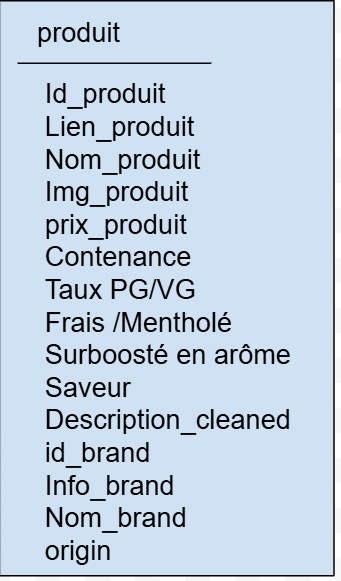 produit
Id_produit
Lien_produit
Nom_produit
Img_produit
prix_produit
Contenance
Taux PG/VG
Frais /Mentholé
Surboosté en arôme
Saveur
Description_cleaned
id_brand
Info_brand
Nom_brand
origin